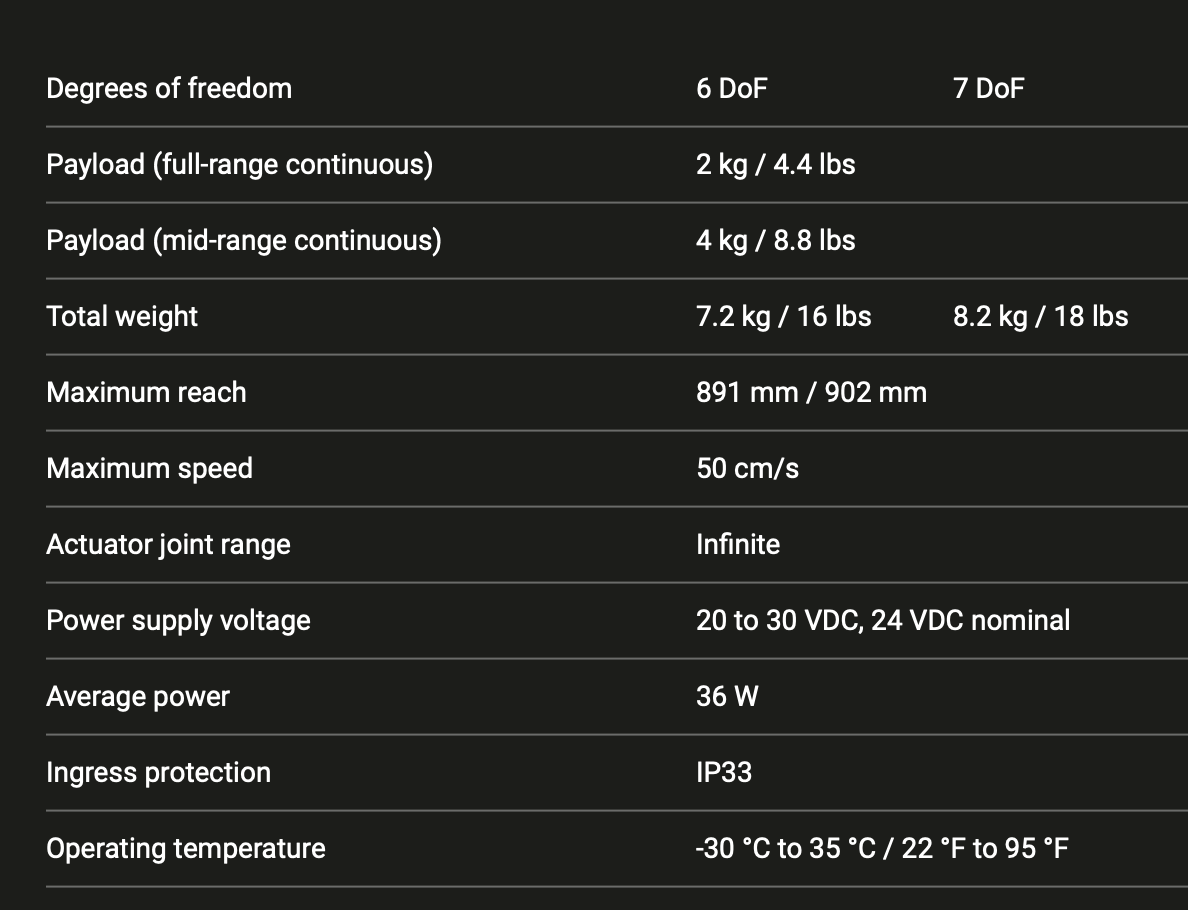 Degrees of freedom 6 DoF 7 DoF
Payload (full-range continuous) 2 kg / 4.4 lbs
Payload (mid-range continuous) 4 kg / 8.8 lbs
Total weight 7.2 kg / 16 lbs 8.2 kg / 18 lbs
Maximum reach 891 mm / 902 mm
Maximum speed 50 cm/s
Actuator joint range Infinite
Power supply voltage 20 to 30 VDC, 24 VDC nominal
Average power 36 W
Ingress protection IP33
Operating temperature -30 °C to 35 °C / 22 °F to 95 °F